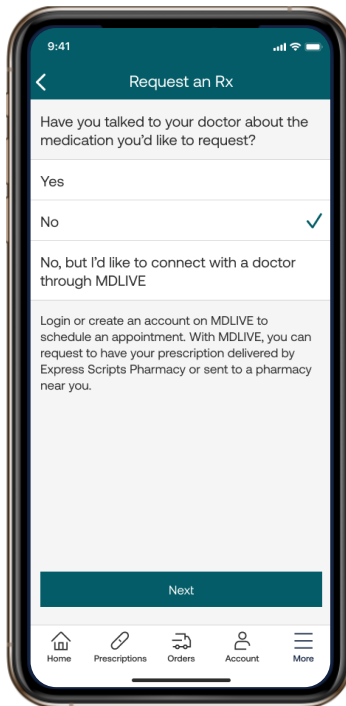 9:41
Request an Rx
Have you talked to your doctor about the
medication you'd like to request?
Yes
No
No, but I'd like to connect with a doctor
through MDLIVE
Login or create an account on MDLIVE to
schedule an appointment. With MDLIVE, you can
request to have your prescription delivered by
Express Scripts Pharmacy or sent to a pharmacy
near you.
Next
Home Prescriptions Orders Account More